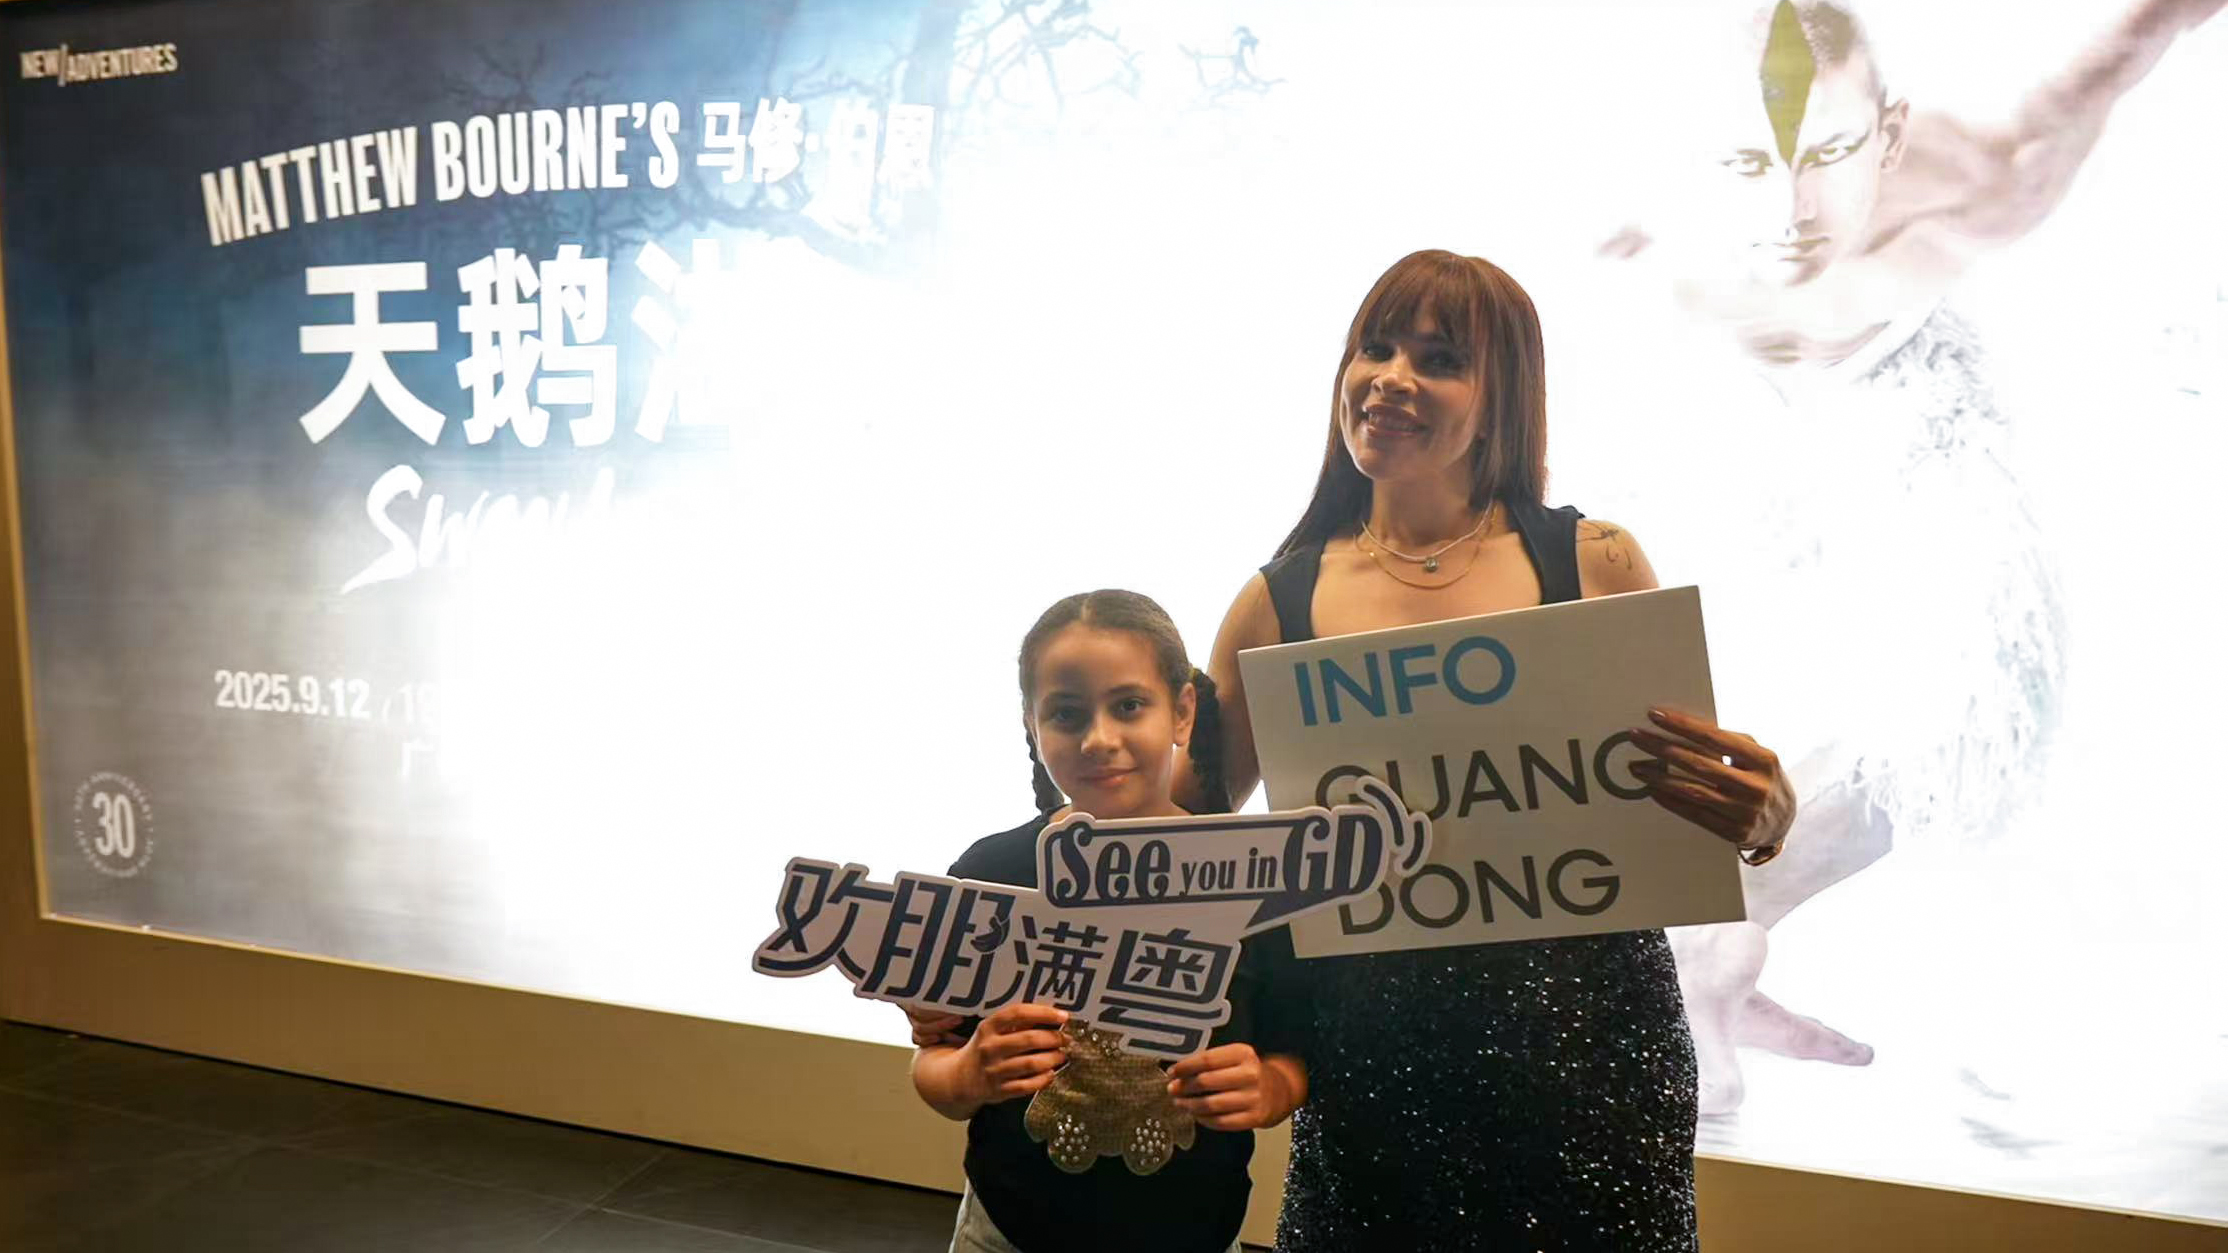 NEW/ADVENTURES
MATTHEW BOURNE'S 马修·伯恩
天鹅湖
2025.9.12
30
INFO
GUANG
DONG
See you in GD
欢朋满粤